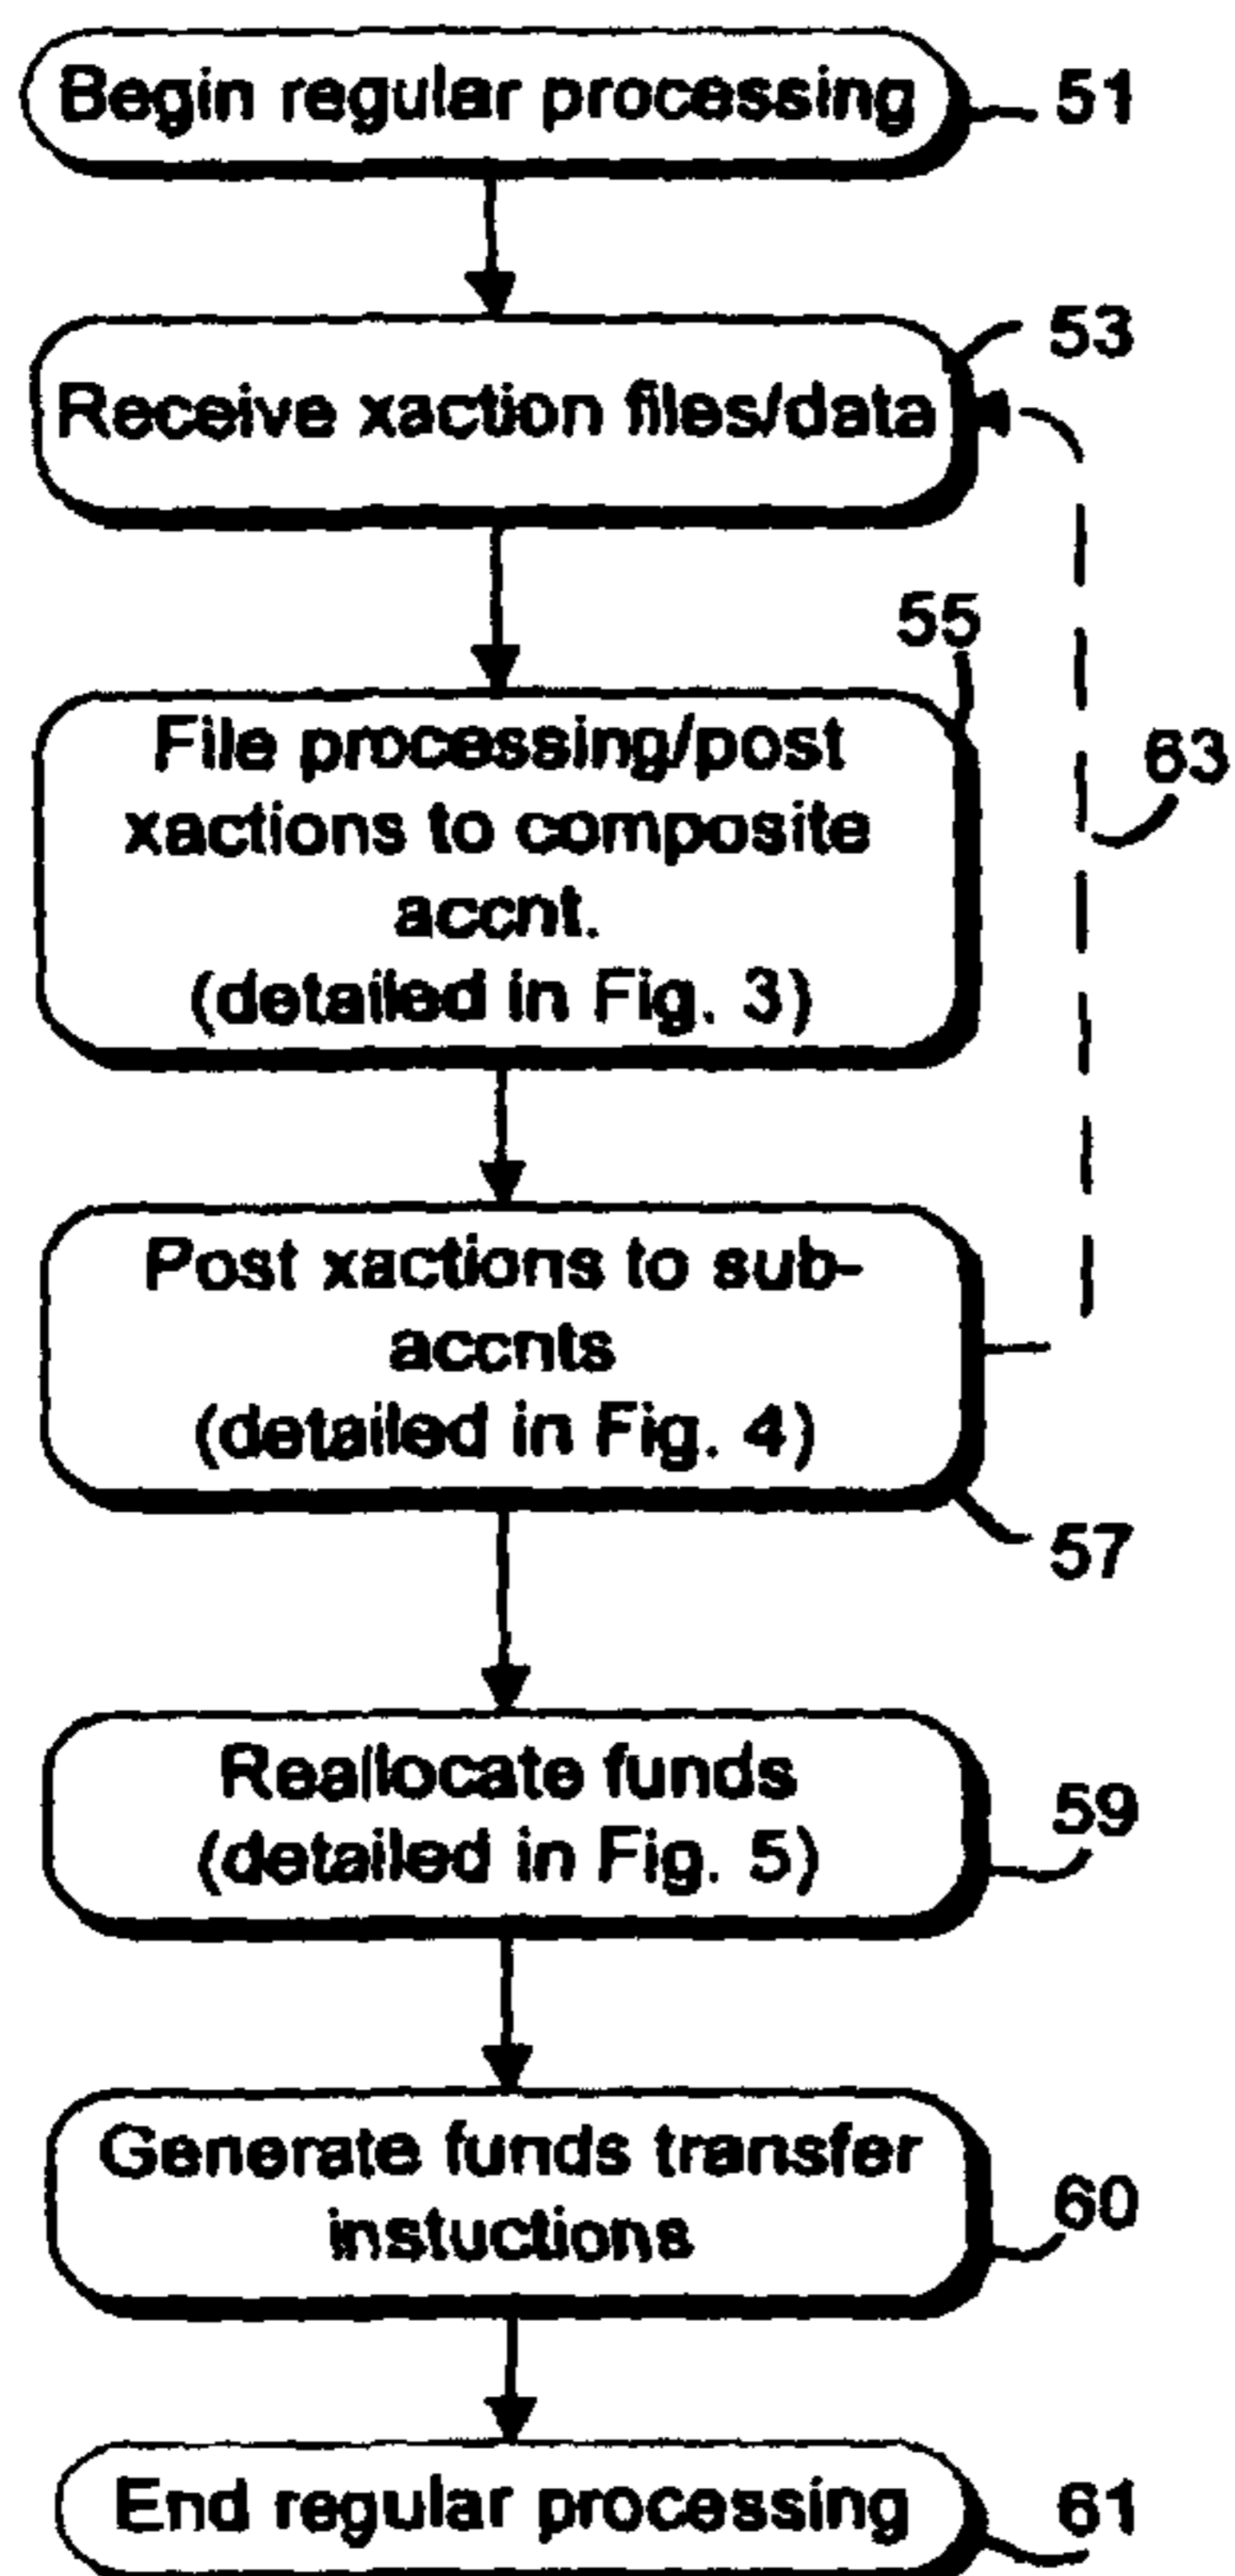 Begin regular processing
51
53
Receive xaction files/data
55
File processing/post
xactions to composite
accnt.
(detailed in Fig. 3)
63
Post xactions to sub-
accnts
(detailed in Fig. 4)
57
Reallocate funds
(detailed in Fig. 5)
59
Generate funds transfer
instuctions
60
End regular processing
61